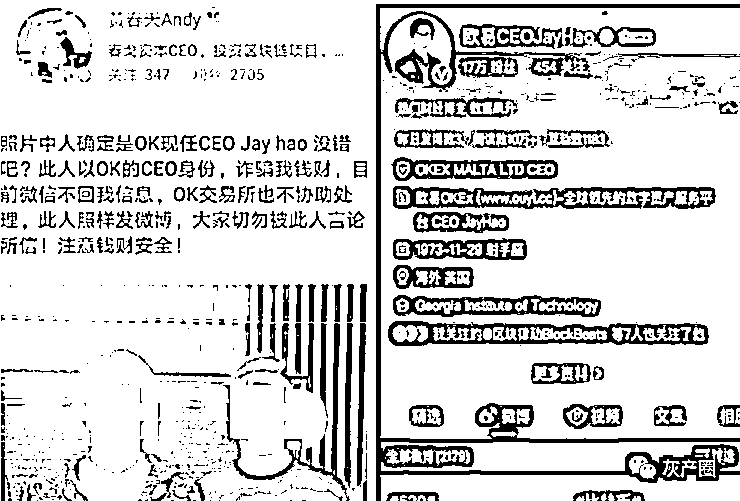 黄春天Andy
春戈资本CEO，投资区块链项目，...
关注 347 粉丝 2705
照片中人确定是OK现任CEO Jay hao 没错
吧？此人以OK的CEO身份，诈骗我钱财，目
前微信不回我信息，OK交易所也不协助处
理，此人照样发微博，大家切勿被此人言论
所信！注意钱财安全！
欧易CEOJayHao
17万 粉丝 454 关注
OKEX MALTA LTD CEO
欧易OKEx (www.ouyi.cc)-全球领先的数字资产服务平
台 CEO JayHao
1973-11-29 射手座
海外 英国
Georgia Institute of Technology
我关注的@区块律动BlockBeats 等7人也关注了他
更多资料
精选 微博 视频 文章
全部微博(2179)
灰产圈